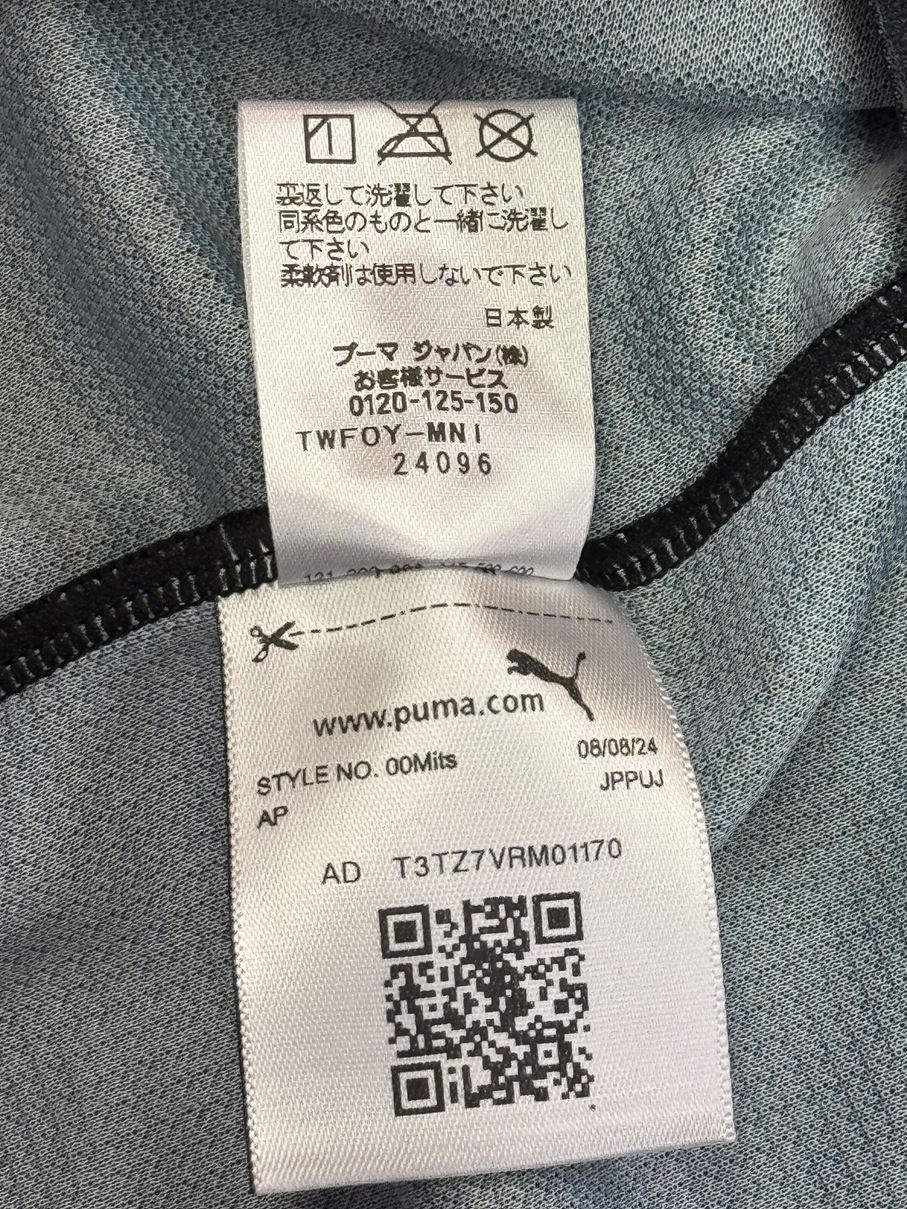 裏返して洗濯して下さい
同系色のものと一緒に洗濯し
て下さい
柔軟剤は使用しないで下さい
日本製
プーマ ジャパン(株)
お客様サービス
0120-125-150
TWFOY-MNI
24096
www.puma.com
STYLE NO. 00Mits 08/08/24
AP JPPUJ
AD T3TZ7VRM01170